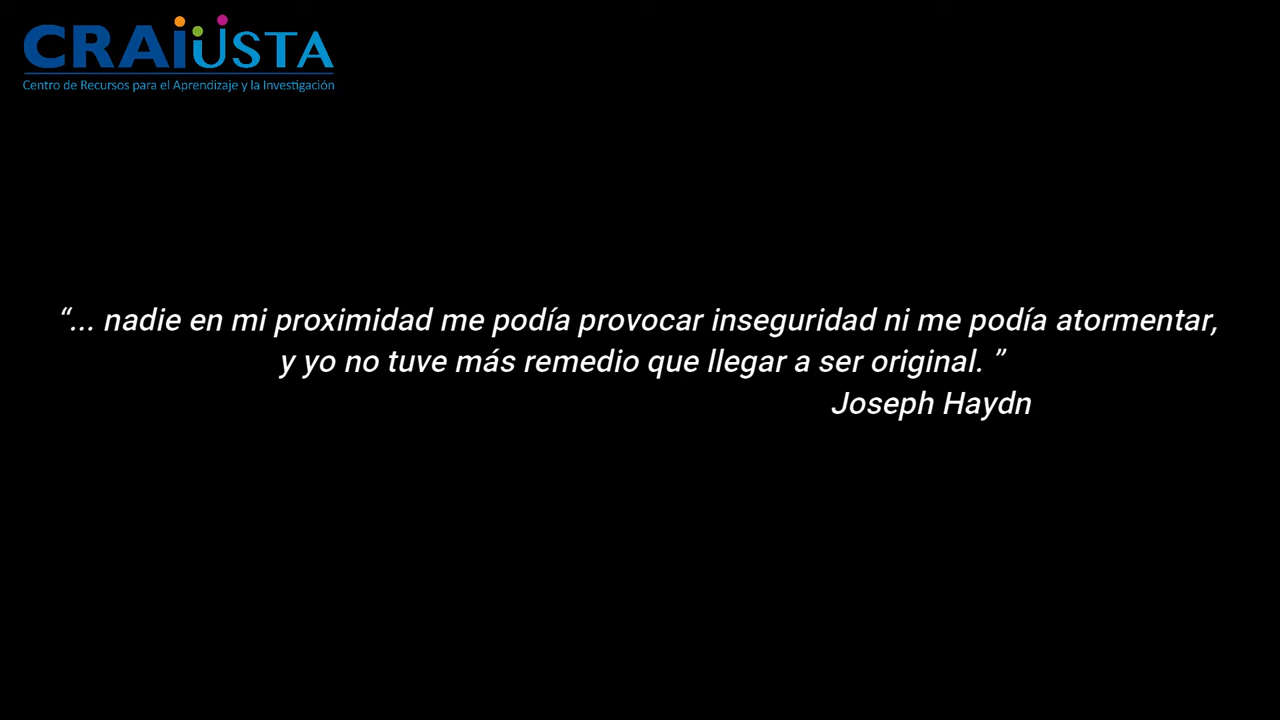 CRAIUSTA
Centro de Recursos para el Aprendizaje y la Investigación
“... nadie en mi proximidad me podía provocar inseguridad ni me podía atormentar,
y yo no tuve más remedio que llegar a ser original. ”
Joseph Haydn